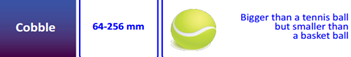 Cobble
64-256 mm
Bigger than a tennis ball
but smaller than
a basket ball